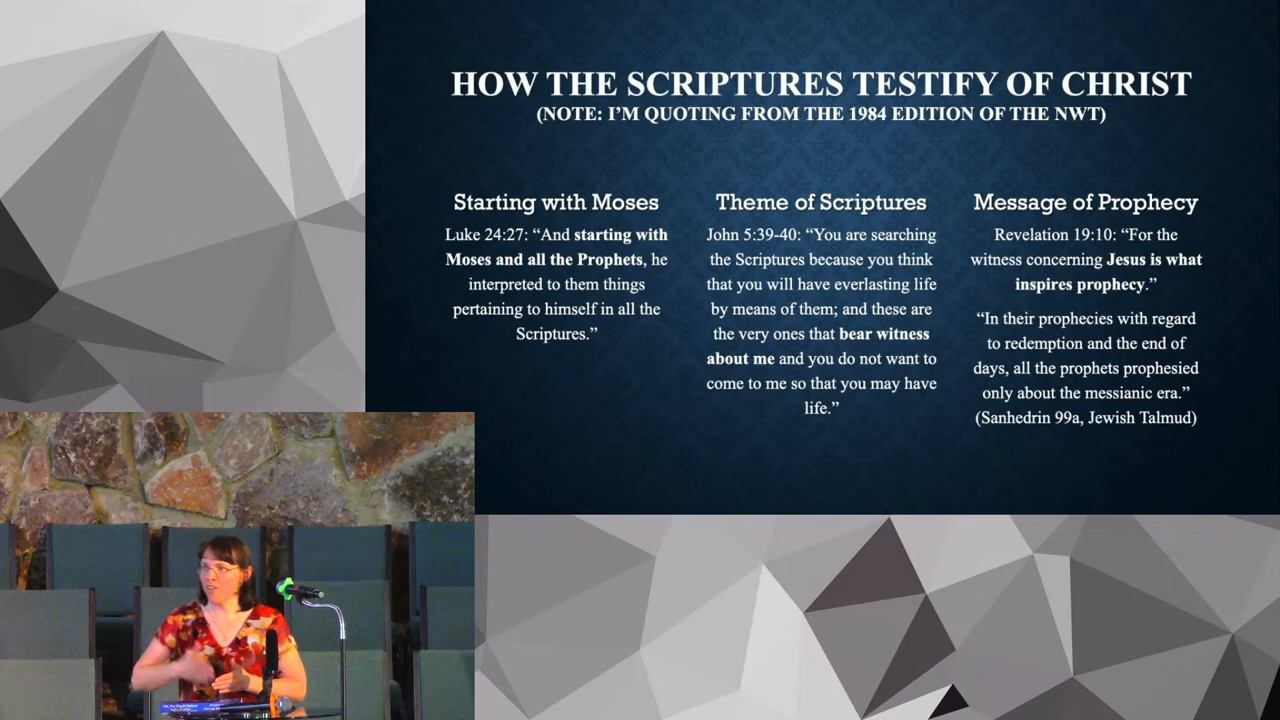 HOW THE SCRIPTURES TESTIFY OF CHRIST
(NOTE: I’M QUOTING FROM THE 1984 EDITION OF THE NWT)
Starting with Moses
Luke 24:27: “And starting with
Moses and all the Prophets, he
interpreted to them things
pertaining to himself in all the
Scriptures.”
Theme of Scriptures
John 5:39-40: “You are searching
the Scriptures because you think
that you will have everlasting life
by means of them; and these are
the very ones that bear witness
about me and you do not want to
come to me so that you may have
life.”
Message of Prophecy
Revelation 19:10: “For the
witness concerning Jesus is what
inspires prophecy.”
“In their prophecies with regard
to redemption and the end of
days, all the prophets prophesied
only about the messianic era.”
(Sanhedrin 99a, Jewish Talmud)